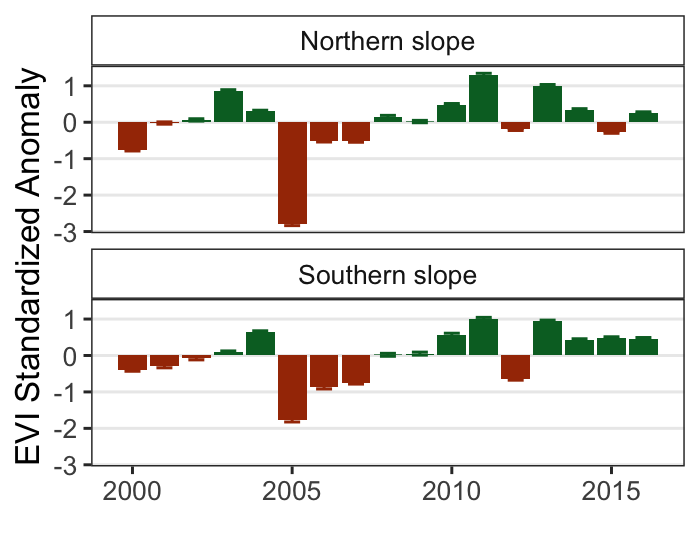 Northern slope
1
0
-1
-2
-3
EVI Standardized Anomaly
Southern slope
1
0
-1
-2
-3
2000 2005 2010 2015